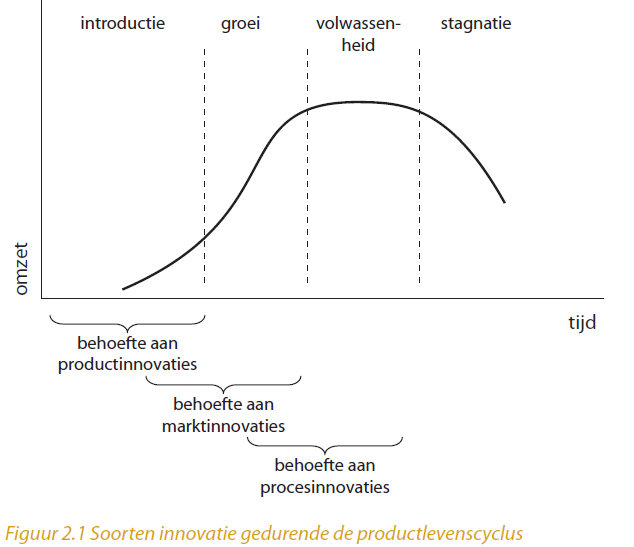 introductie
groei
volwassen-
heid
stagnatie
omzet
tijd
behoefte aan
productinnovaties
behoefte aan
marktinnovaties
behoefte aan
procesinnovaties
Figuur 2.1 Soorten innovatie gedurende de productlevenscyclus